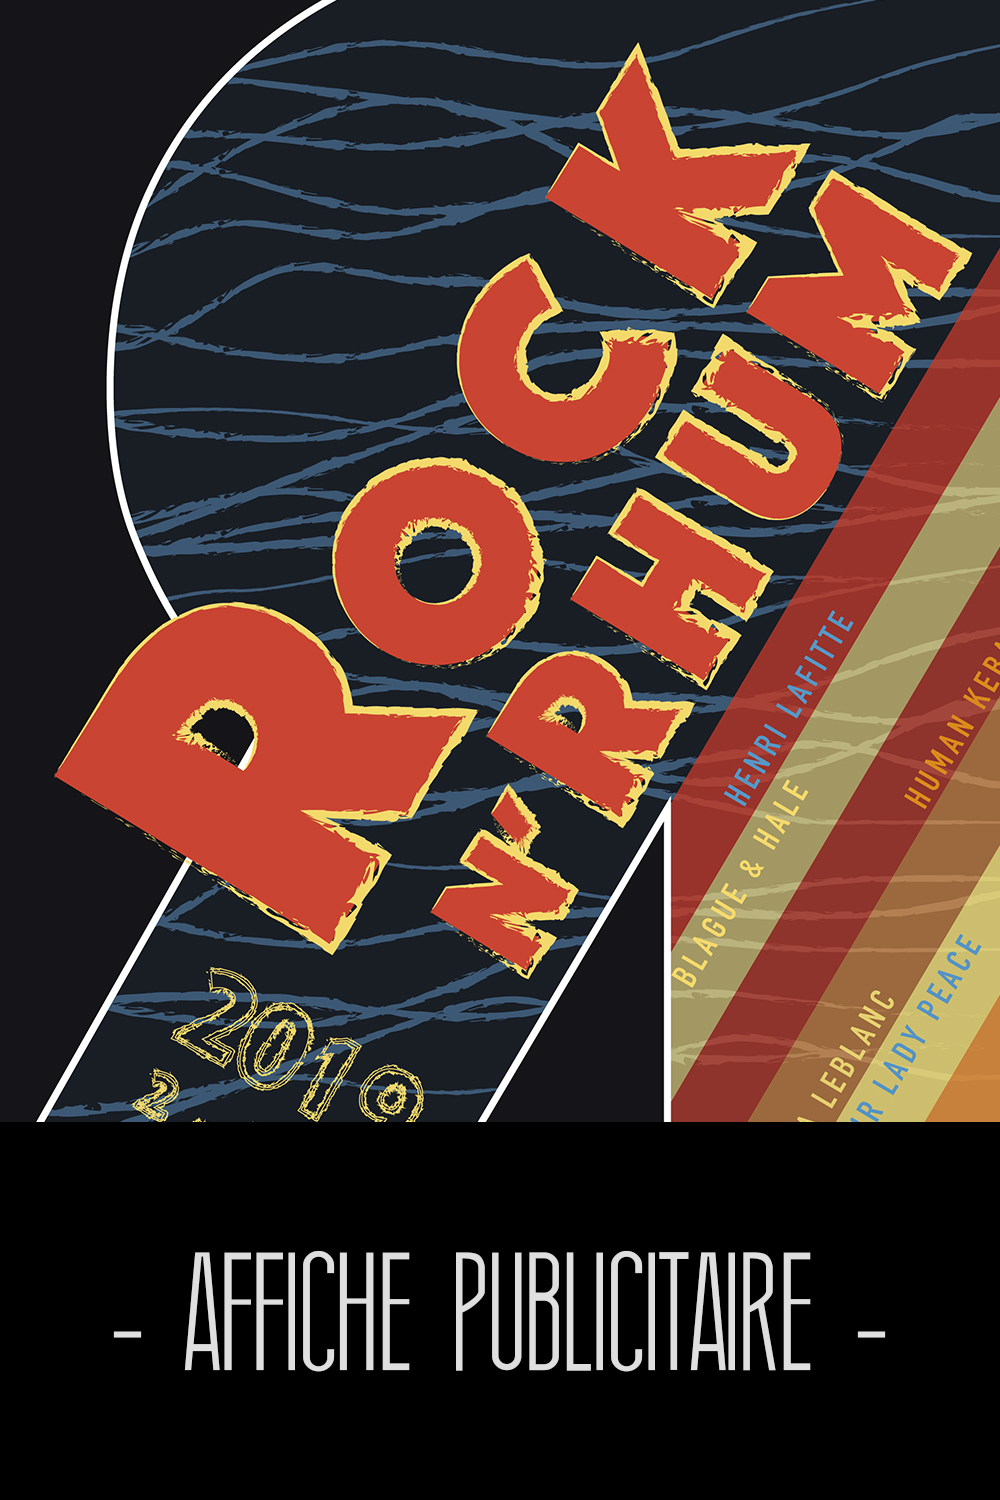 ROCK
N'RHUM
2019
HENRI LAFITTE
BLAGUE & HALE
HUMAN
LEBLANC
LADY PEACE
- AFFICHE PUBLICITAIRE -